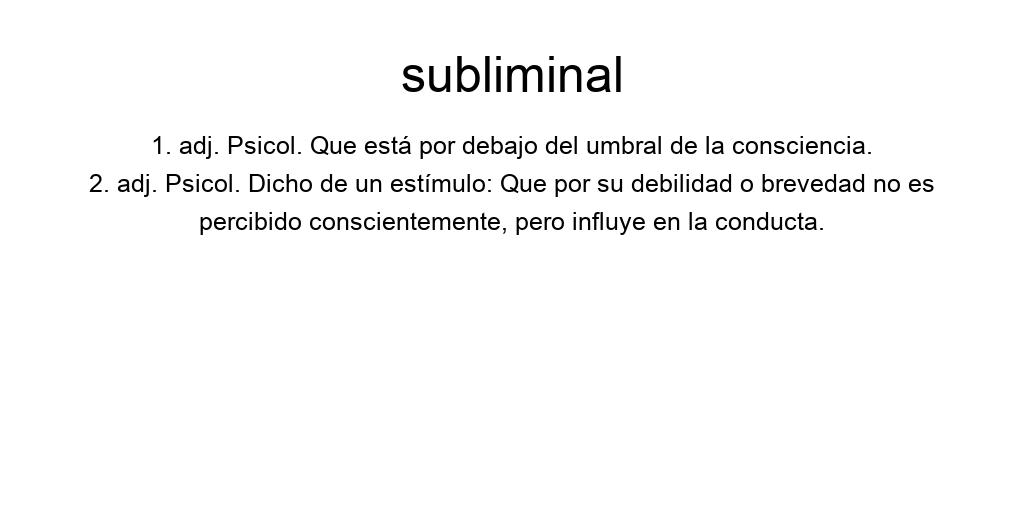 subliminal
1. adj. Psicol. Que está por debajo del umbral de la consciencia.
2. adj. Psicol. Dicho de un estímulo: Que por su debilidad o brevedad no es
percibido conscientemente, pero influye en la conducta.